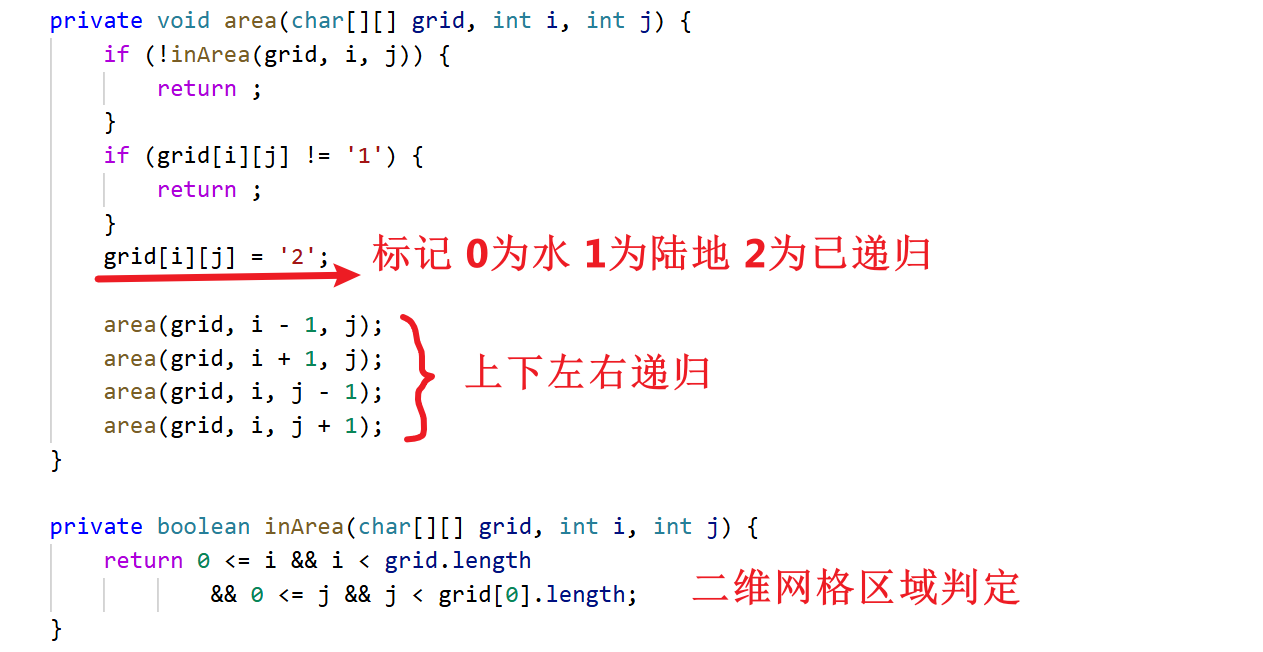 private void area(char[][] grid, int i, int j) {
if (!inArea(grid, i, j)) {
return ;
}
if (grid[i][j] != '1') {
return ;
}
grid[i][j] = '2'; 标记 0为水 1为陆地 2为已递归
area(grid, i - 1, j);
area(grid, i + 1, j);
上下左右递归
area(grid, i, j - 1);
area(grid, i, j + 1);
}
private boolean inArea(char[][] grid, int i, int j) {
return 0 <= i && i < grid.length
&& 0 <= j && j < grid[0].length; 二维网格区域判定
}